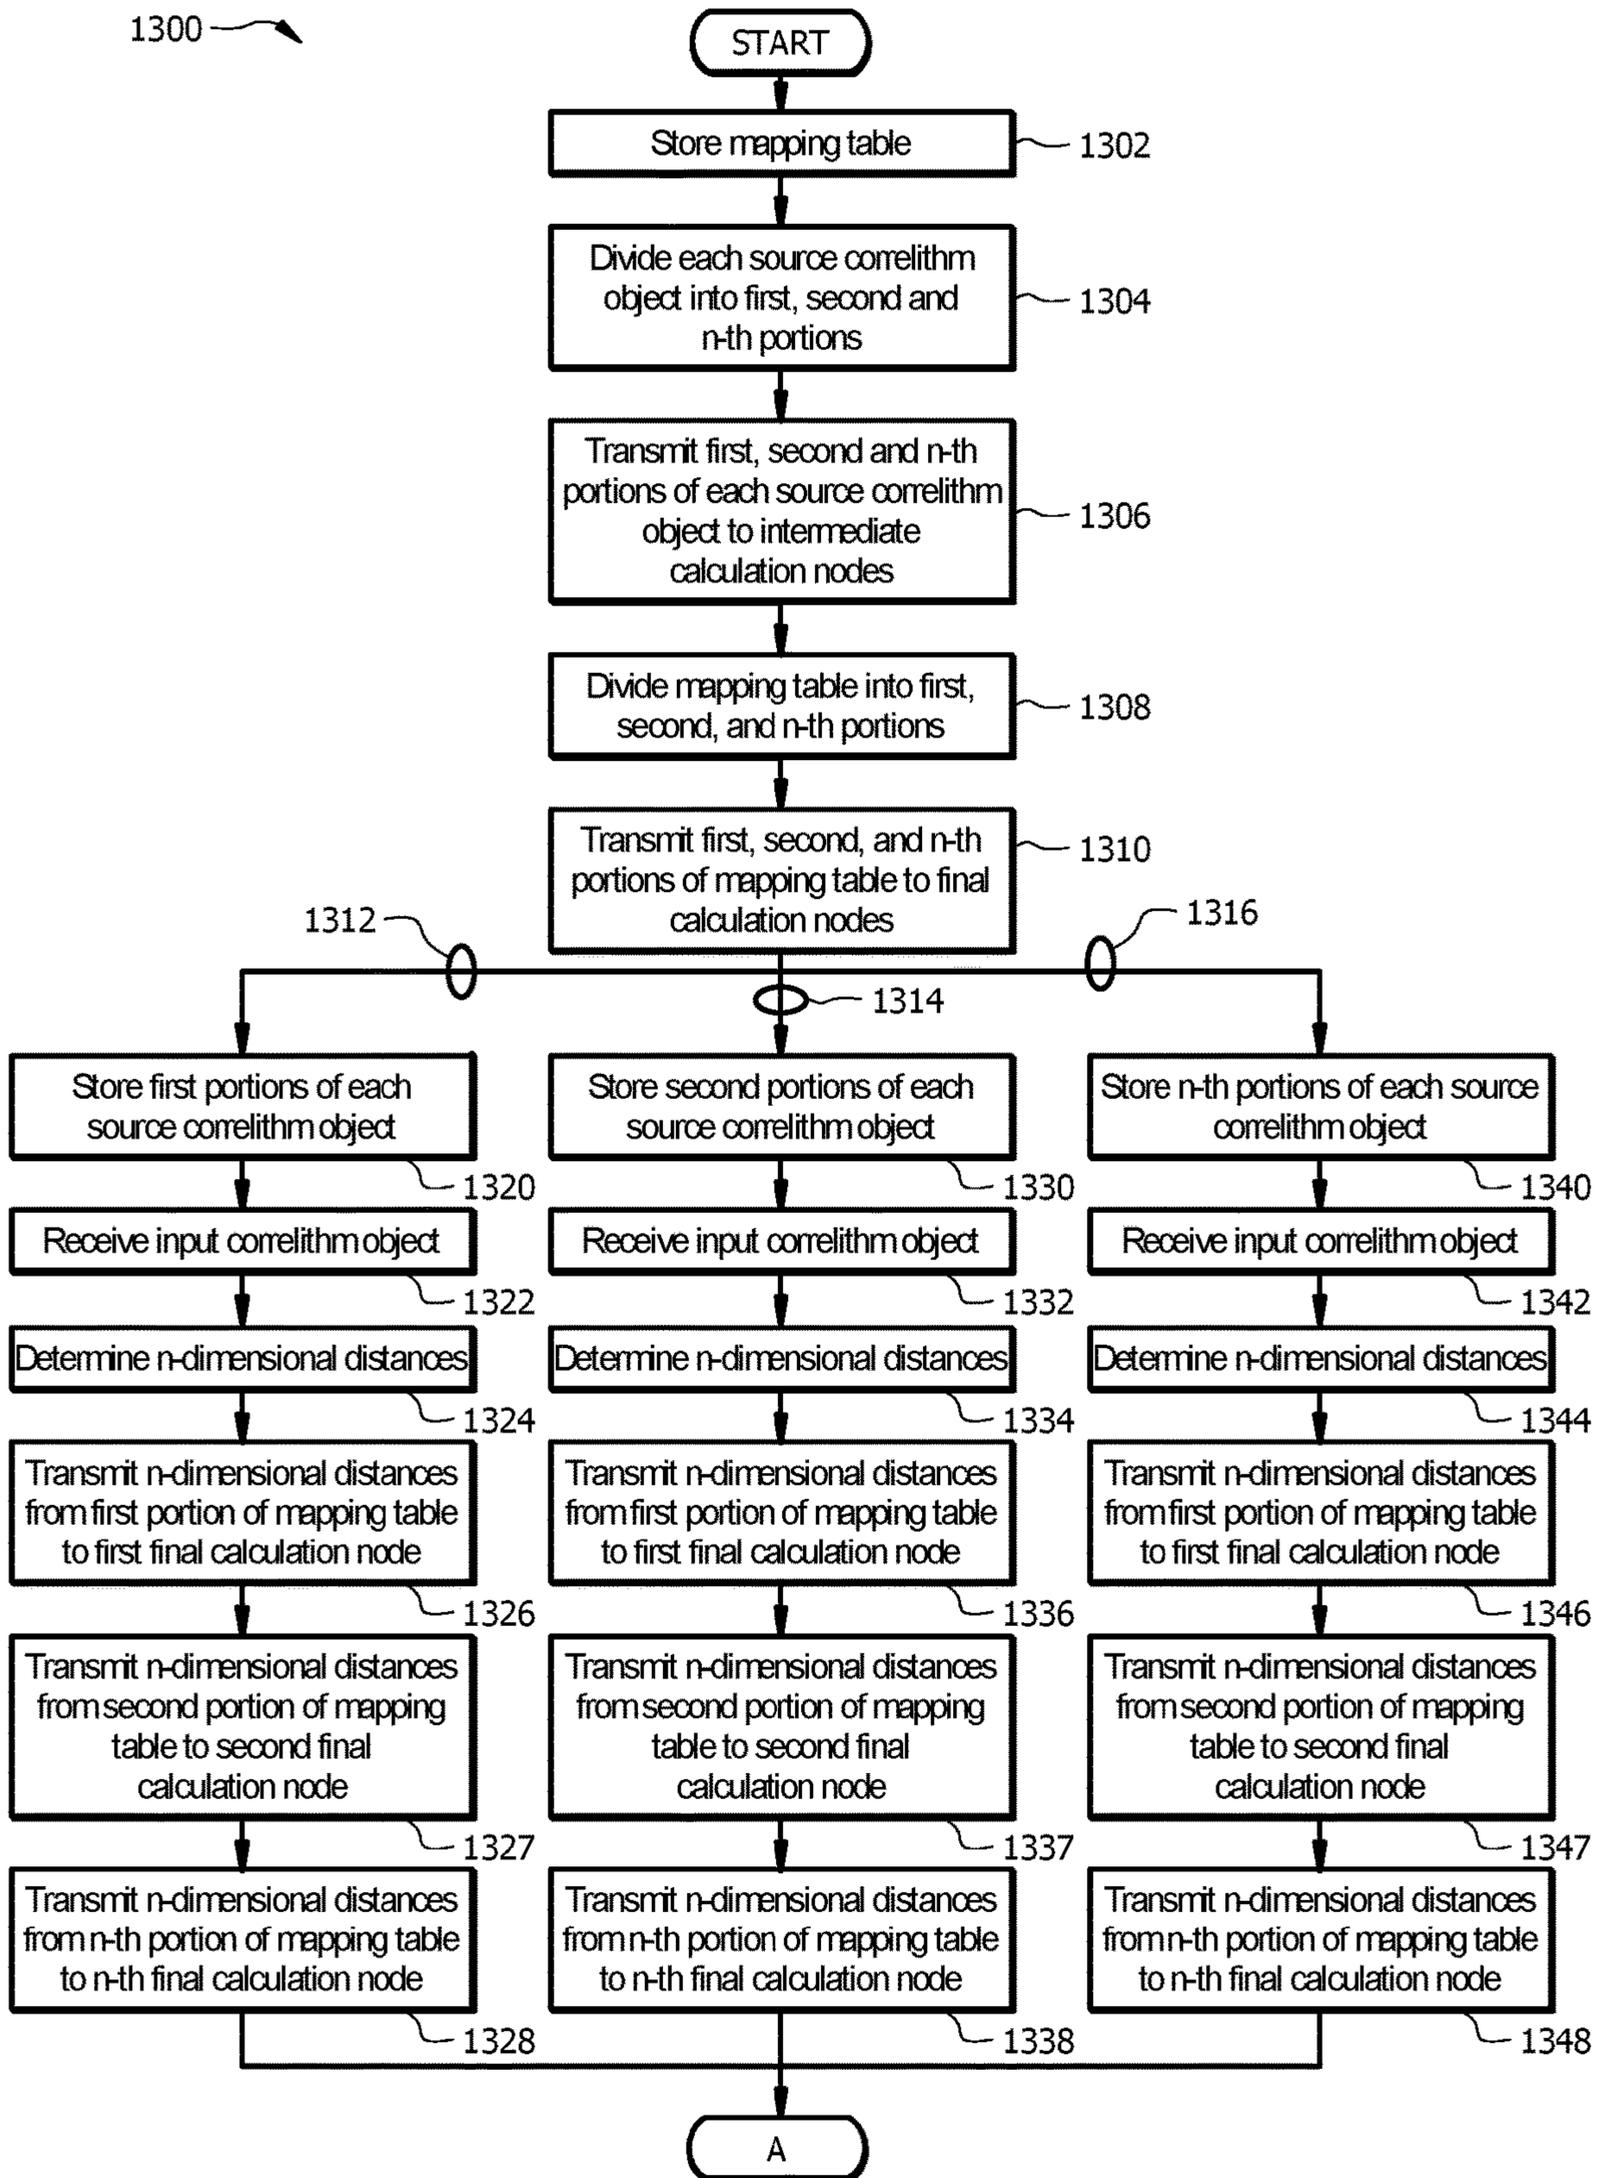 1300
START
Store mapping table
1302
Divide each source correlithm
object into first, second and
n-th portions
1304
Transmit first, second and n-th
portions of each source correlithm
object to intermediate
calculation nodes
1306
Divide mapping table into first,
second, and n-th portions
1308
Transmit first, second, and n-th
portions of mapping table to final
calculation nodes
1310
1312
1314
1316
Store first portions of each
source correlithm object
1320
Receive input correlithm object
1322
Determine n-dimensional distances
1324
Transmit n-dimensional distances
from first portion of mapping table
to first final calculation node
1326
Transmit n-dimensional distances
from second portion of mapping
table to second final
calculation node
1327
Transmit n-dimensional distances
from n-th portion of mapping table
to n-th final calculation node
1328
Store second portions of each
source correlithm object
1330
Receive input correlithm object
1332
Determine n-dimensional distances
1334
Transmit n-dimensional distances
from first portion of mapping table
to first final calculation node
1336
Transmit n-dimensional distances
from second portion of mapping
table to second final
calculation node
1337
Transmit n-dimensional distances
from n-th portion of mapping table
to n-th final calculation node
1338
Store n-th portions of each source
correlithm object
1340
Receive input correlithm object
1342
Determine n-dimensional distances
1344
Transmit n-dimensional distances
from first portion of mapping table
to first final calculation node
1346
Transmit n-dimensional distances
from second portion of mapping
table to second final
calculation node
1347
Transmit n-dimensional distances
from n-th portion of mapping table
to n-th final calculation node
1348
A